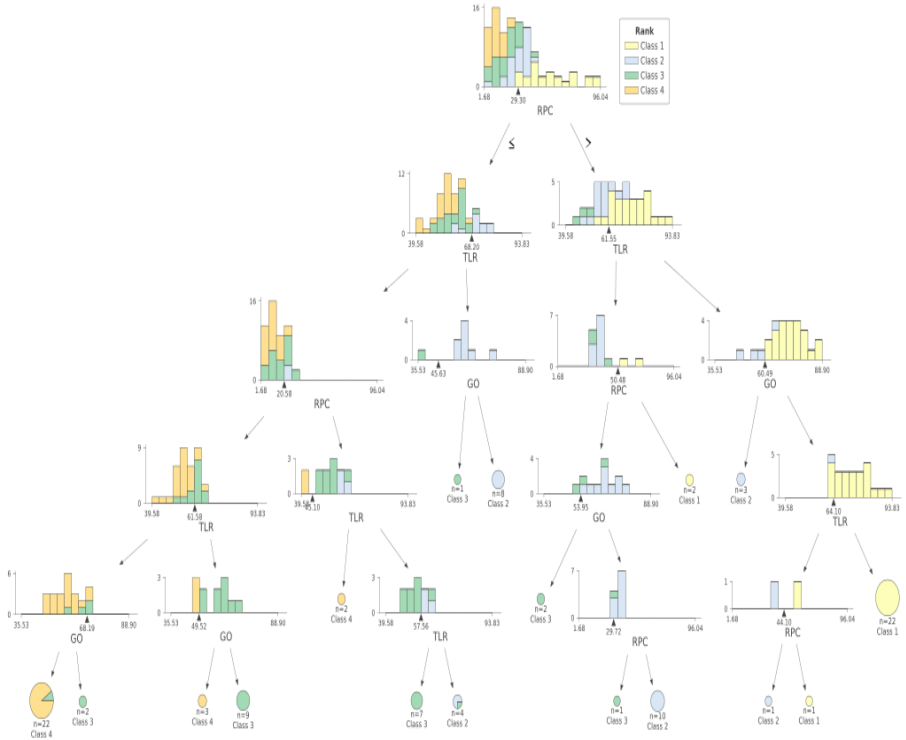 16
0
1.68
29.30
96.04
RPC
Rank
Class 1
Class 2
Class 3
Class 4
≤
>
12
0
39.58
68.20
93.83
TLR
5
0
39.58
61.55
93.83
TLR
16
0
1.68
20.58
96.04
RPC
4
0
35.53
45.63
88.90
GO
7
0
1.68
50.48
96.04
RPC
4
0
35.53
60.49
88.90
GO
9
0
39.58
61.58
93.83
TLR
3
0
93.83
TLR
n=1
Class 3
n=8
Class 2
4
0
35.53
53.95
88.90
GO
n=2
Class 1
n=3
Class 2
5
0
39.58
64.10
93.83
TLR
6
0
35.53
68.19
88.90
GO
3
0
35.53
49.52
88.90
GO
n=2
Class 4
3
0
39.58
57.56
93.83
TLR
n=2
Class 3
7
0
1.68
29.72
96.04
RPC
1
0
1.68
44.10
96.04
RPC
n=22
Class 1
n=22
Class 4
n=2
Class 3
n=3
Class 4
n=9
Class 3
n=7
Class 3
n=4
Class 2
n=1
Class 3
n=10
Class 2
n=1
Class 2
n=1
Class 1